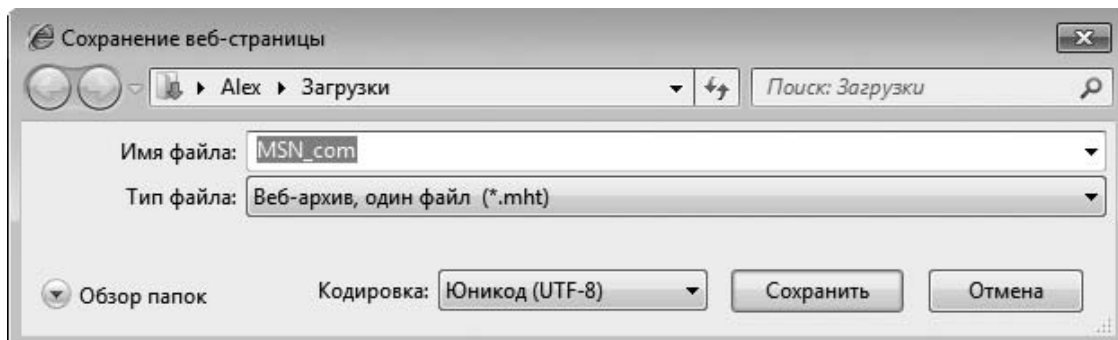 Сохранение веб-страницы
Alex Загрузки Поиск: Загрузки
Имя файла: MSN_com
Тип файла: Веб-архив, один файл (*.mht)
Обзор папок Кодировка: Юникод (UTF-8) Сохранить Отмена